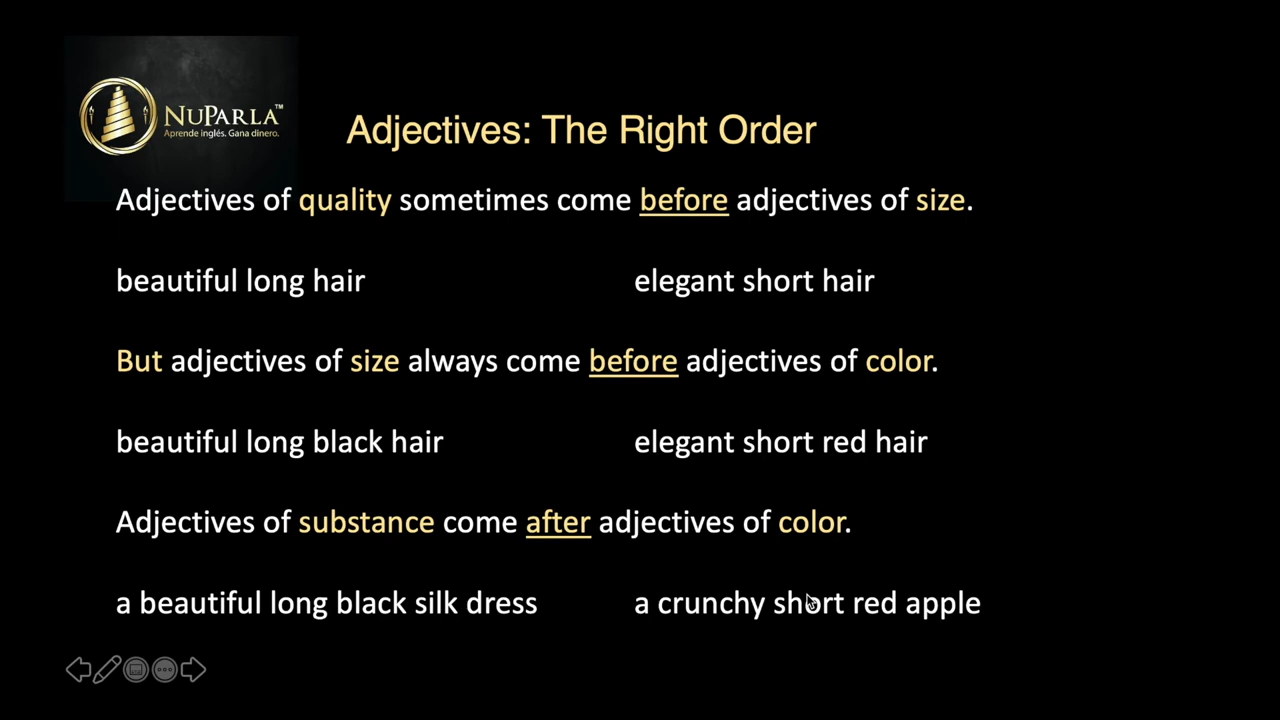 NUPARLA™
Aprende inglés. Gana dinero.
Adjectives: The Right Order
Adjectives of quality sometimes come before adjectives of size.
beautiful long hair elegant short hair
But adjectives of size always come before adjectives of color.
beautiful long black hair elegant short red hair
Adjectives of substance come after adjectives of color.
a beautiful long black silk dress a crunchy short red apple